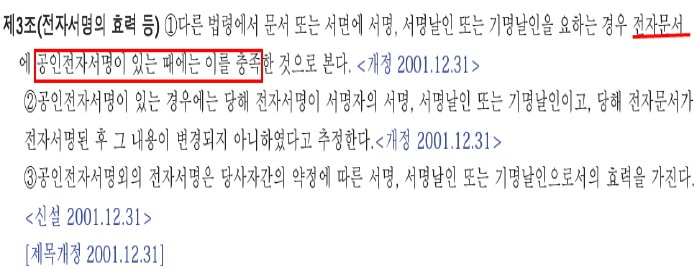 제3조(전자서명의 효력 등) ①다른 법령에서 문서 또는 서면에 서명, 서명날인 또는 기명날인을 요하는 경우 전자문서
에 공인전자서명이 있는 때에는 이를 충족한 것으로 본다. <개정 2001.12.31>
②공인전자서명이 있는 경우에는 당해 전자서명이 서명자의 서명, 서명날인 또는 기명날인이고, 당해 전자문서가
전자서명된 후 그 내용이 변경되지 아니하였다고 추정한다.<개정 2001.12.31>
③공인전자서명외의 전자서명은 당사자간의 약정에 따른 서명, 서명날인 또는 기명날인으로서의 효력을 가진다.
<신설 2001.12.31>
[제목개정 2001.12.31]